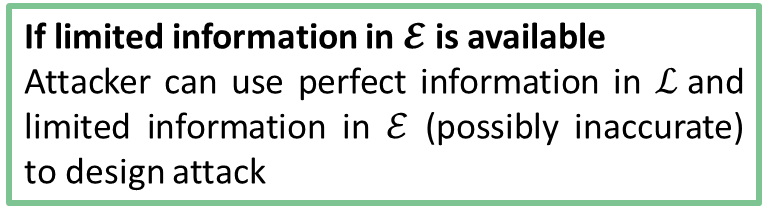 If limited information in ℰ is available
Attacker can use perfect information in ℒ and
limited information in ℰ (possibly inaccurate)
to design attack